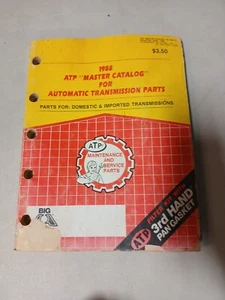 $3.50
1988
ATP "MASTER CATALOG"
FOR
AUTOMATIC TRANSMISSION PARTS
PARTS FOR: DOMESTIC & IMPORTED TRANSMISSIONS.
ATP
MAINTENANCE
AND
SERVICE
PARTS
BIG
A
ATP
3rd HAND
PAN GASKET